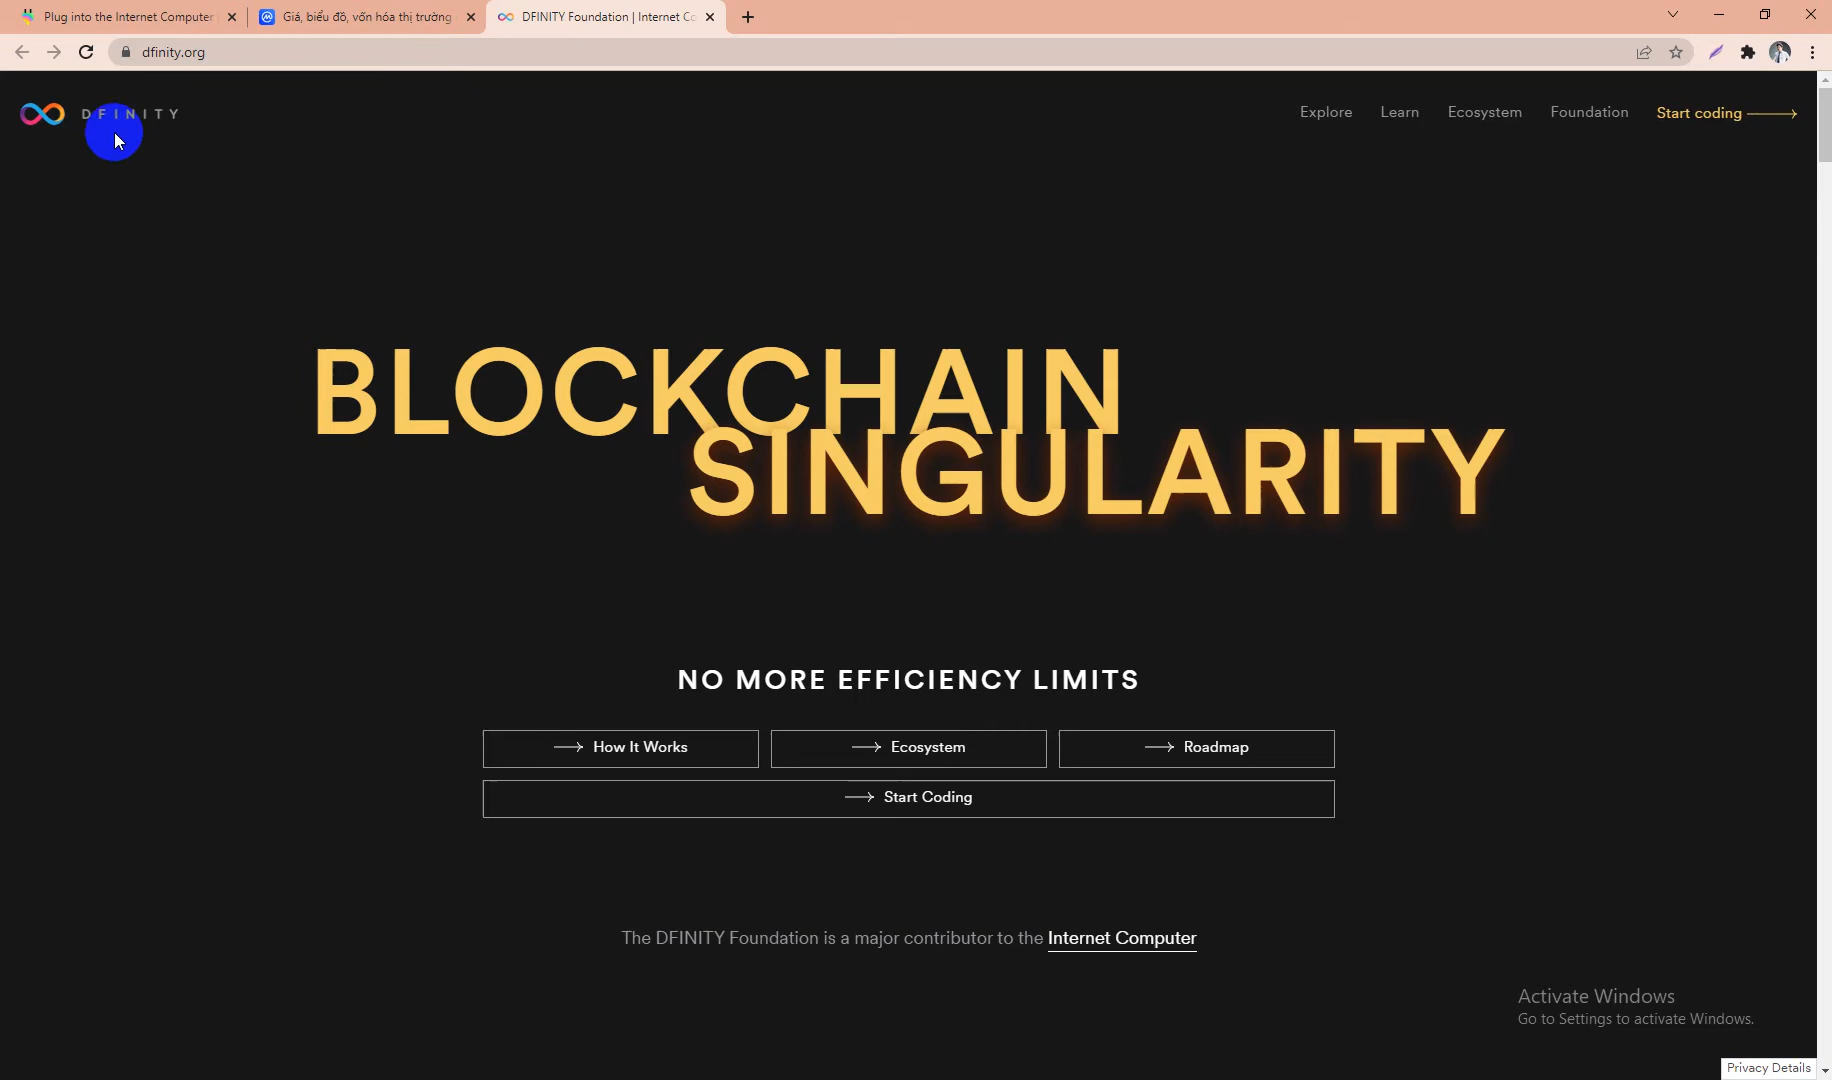 Plug into the Internet Computer
Giá, biểu đồ, vốn hóa thị trường
DFINITY Foundation | Internet Co
dfinity.org
DFINITY
Explore
Learn
Ecosystem
Foundation
Start coding
BLOCKCHAIN
SINGULARITY
NO MORE EFFICIENCY LIMITS
How It Works
Ecosystem
Roadmap
Start Coding
The DFINITY Foundation is a major contributor to the Internet Computer
Activate Windows
Go to Settings to activate Windows.
Privacy Details